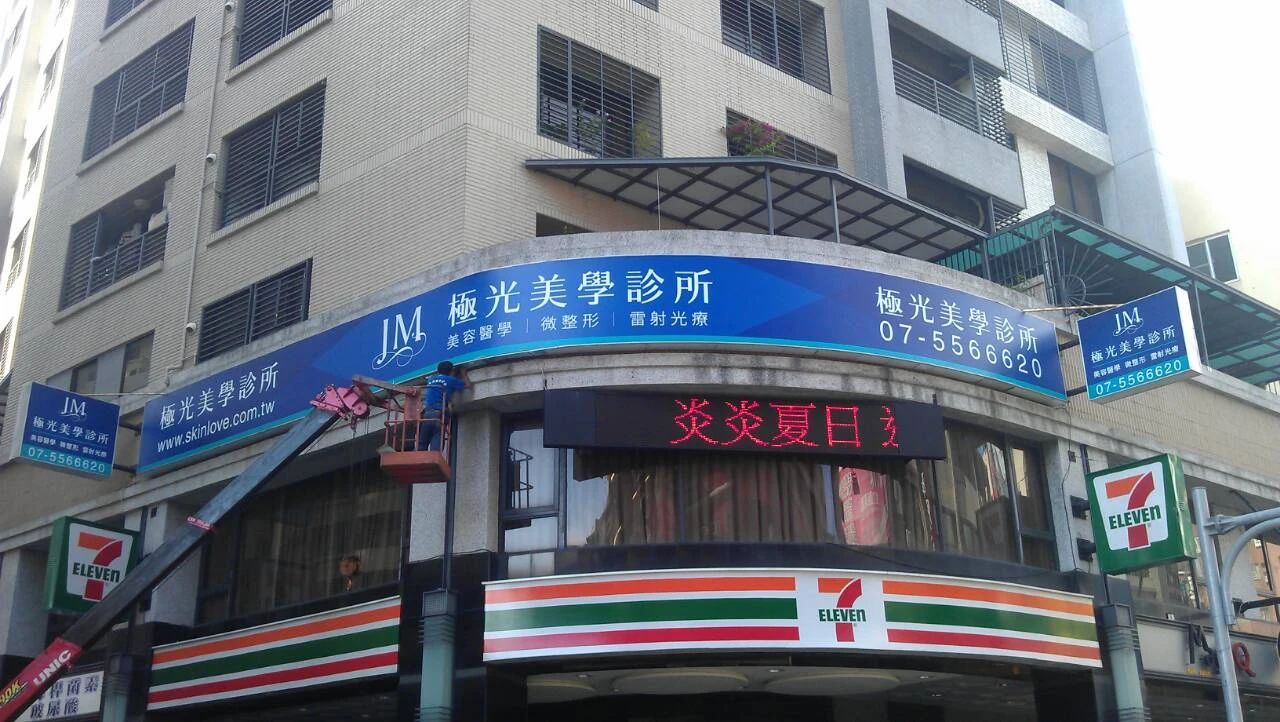 JM
極光美學診所
美容醫學 微整形 雷射光療
07-5566620
極光美學診所
www.skinlove.com.tw
JM
極光美學診所
美容醫學 | 微整形 | 雷射光療
極光美學診所
07-5566620
JM
極光美學診所
美容醫學 微整形 雷射光療
07-5566620
炎炎夏日
7
ELEVEN
7
ELEVEN
7
ELEVEN
UNIC
玻尿酸